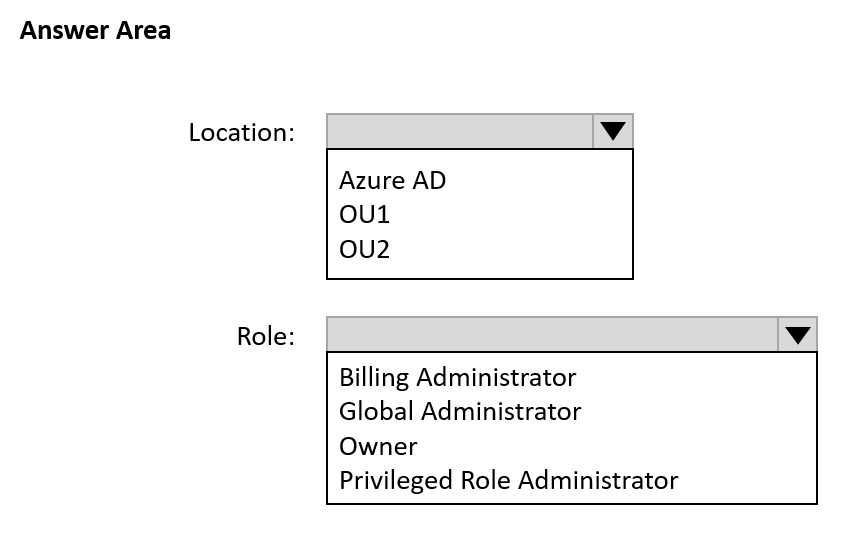 Answer Area
Location:
Azure AD
OU1
OU2
Role:
Billing Administrator
Global Administrator
Owner
Privileged Role Administrator